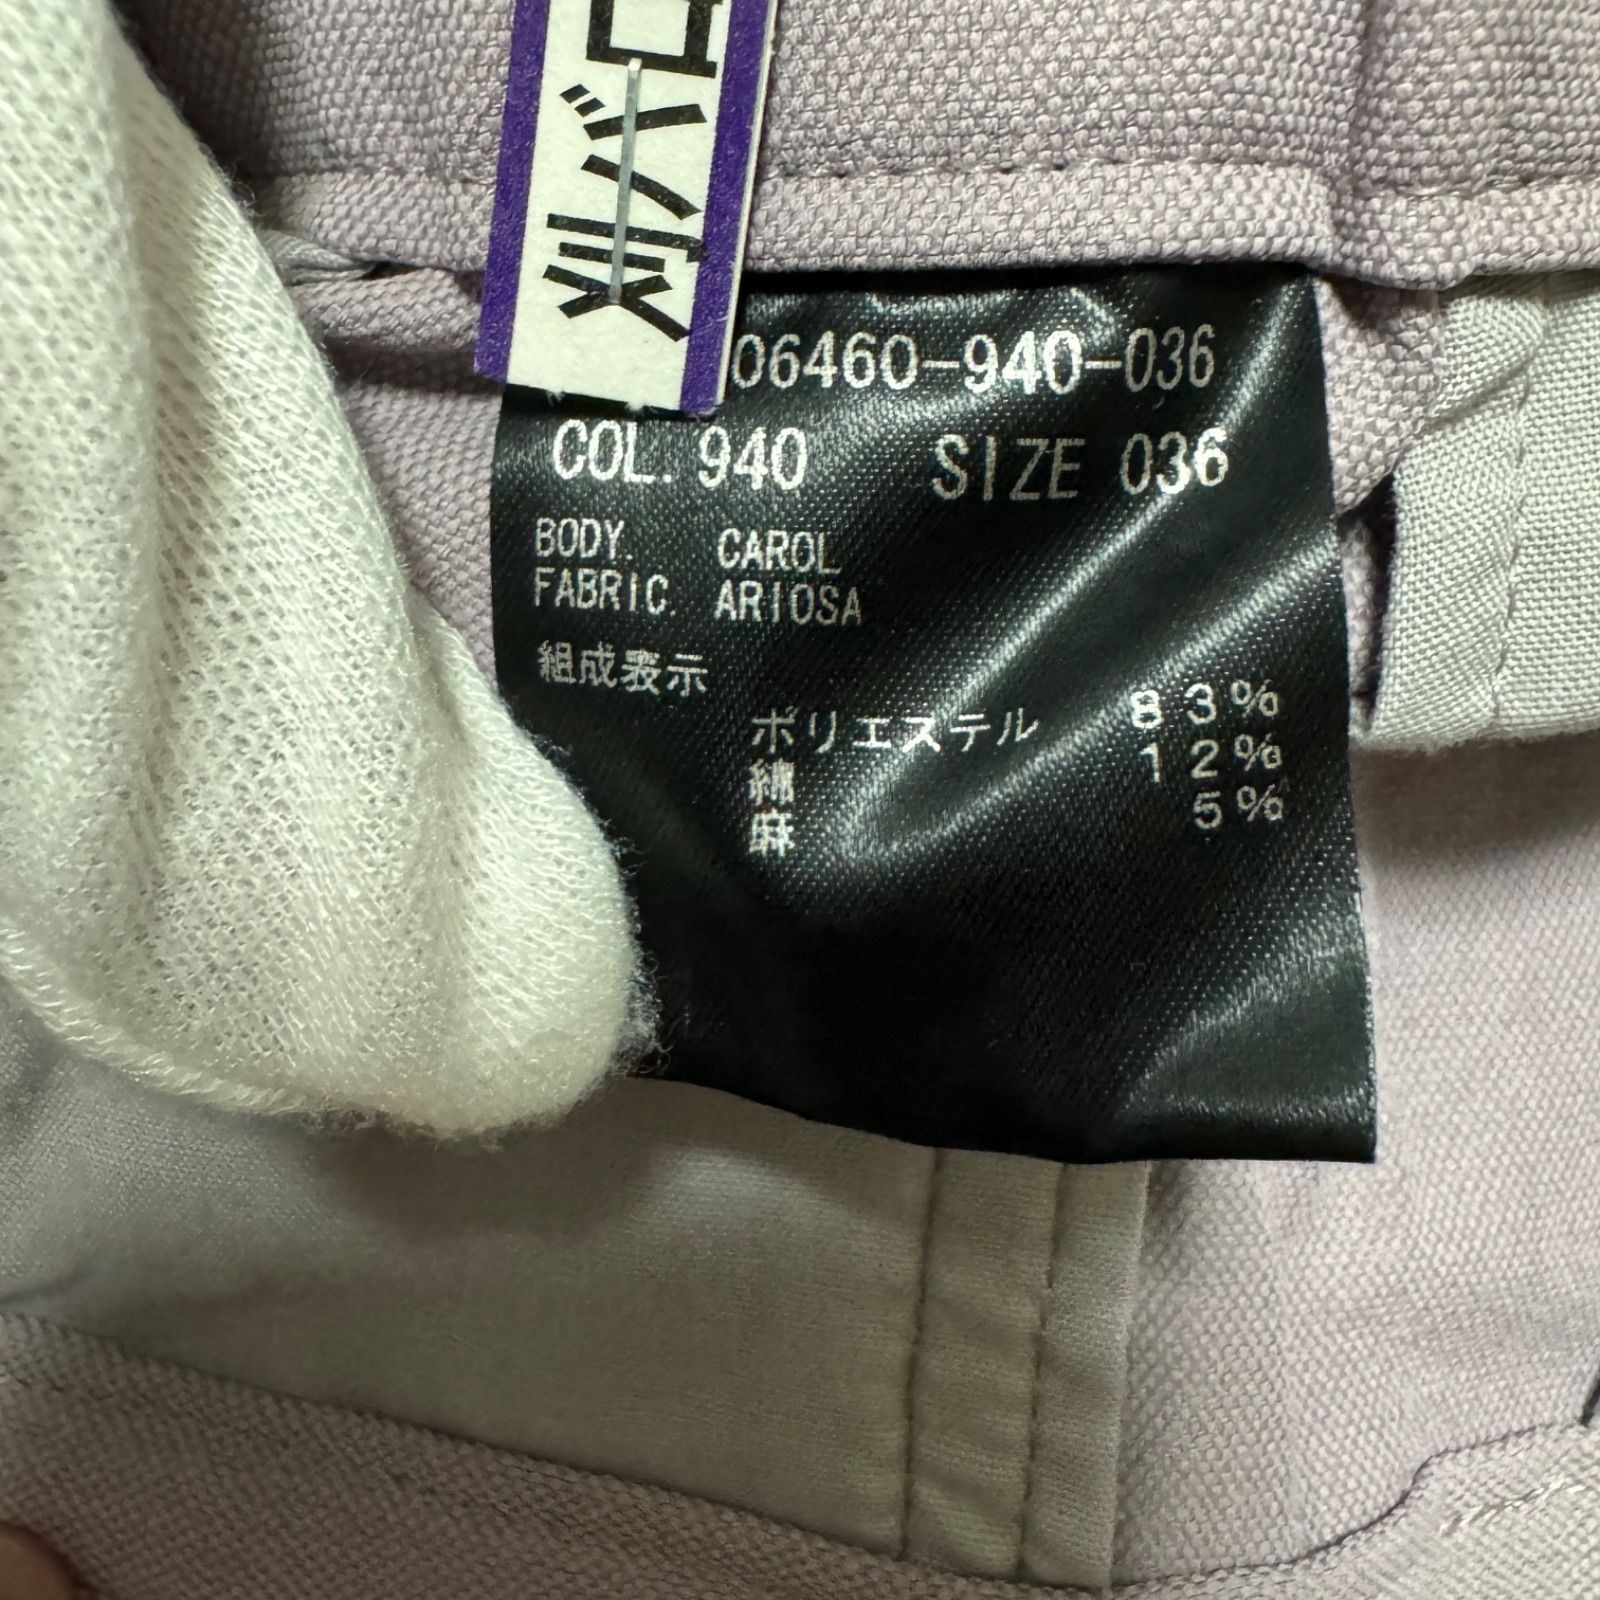 06460-940-036
COL. 940 SIZE 036
BODY. CAROL
FABRIC. ARIOSA
組成表示
ポリエステル 83%
綿 12%
麻 5%